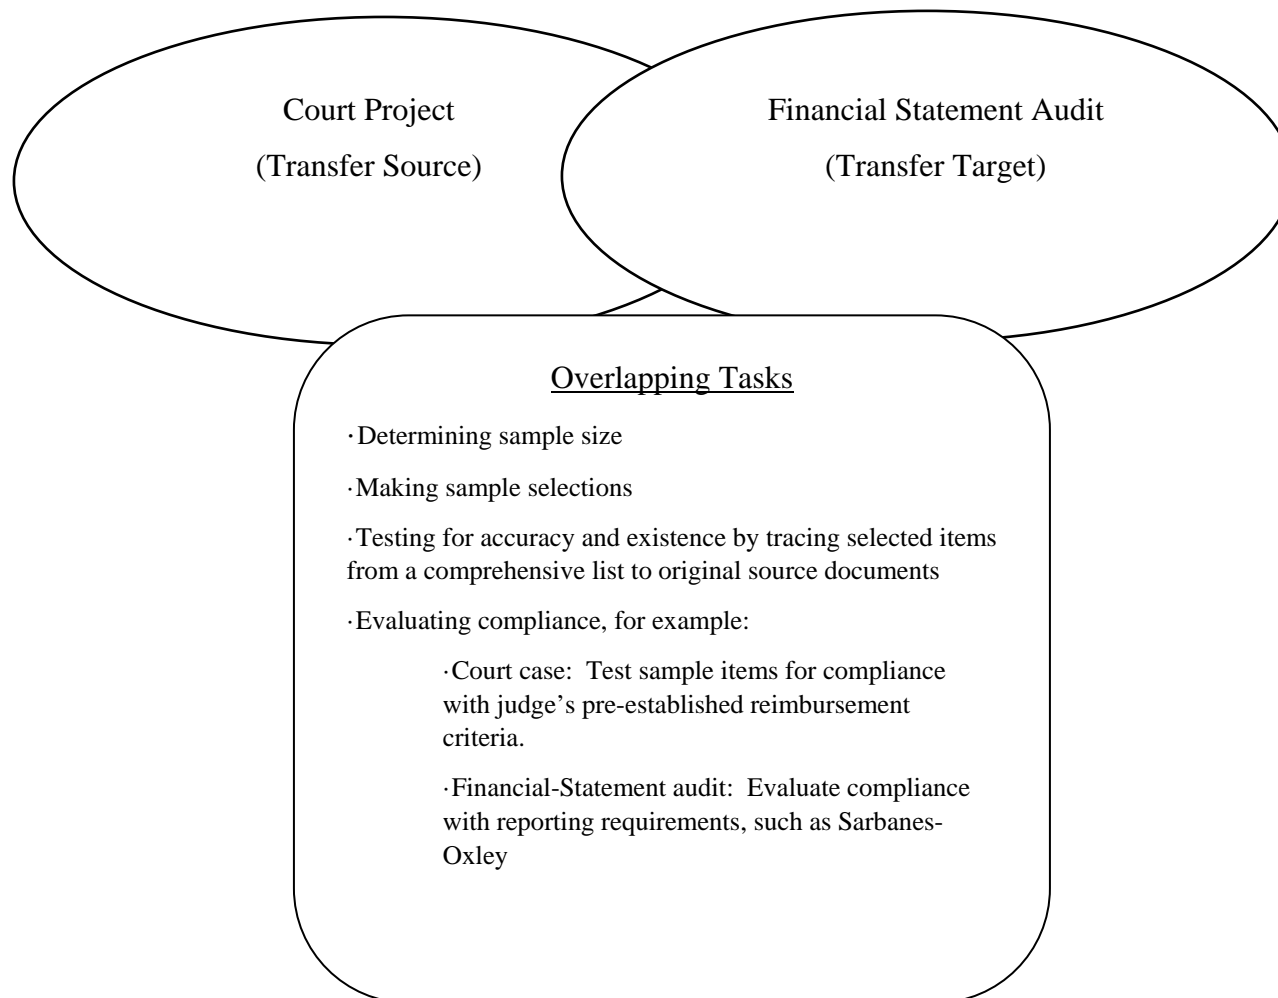 Court Project
(Transfer Source)
Financial Statement Audit
(Transfer Target)
Overlapping Tasks
·Determining sample size
·Making sample selections
·Testing for accuracy and existence by tracing selected items
from a comprehensive list to original source documents
·Evaluating compliance, for example:
·Court case:  Test sample items for compliance
with judge’s pre-established reimbursement
criteria.
·Financial-Statement audit:  Evaluate compliance
with reporting requirements, such as Sarbanes-
Oxley